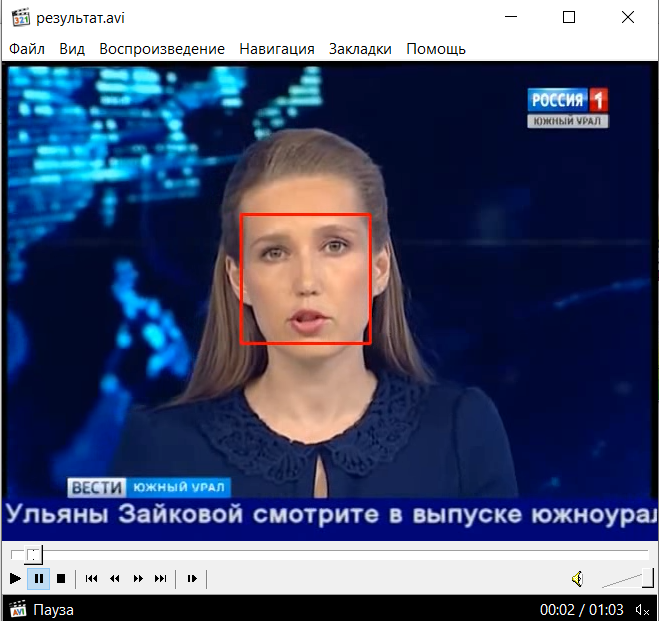 результат.avi
Файл Вид Воспроизведение Навигация Закладки Помощь
РОССИЯ 1
ЮЖНЫЙ УРАЛ
ВЕСТИ ЮЖНЫЙ УРАЛ
Ульяны Зайковой смотрите в выпуске южноурал
Пауза
00:02 / 01:03